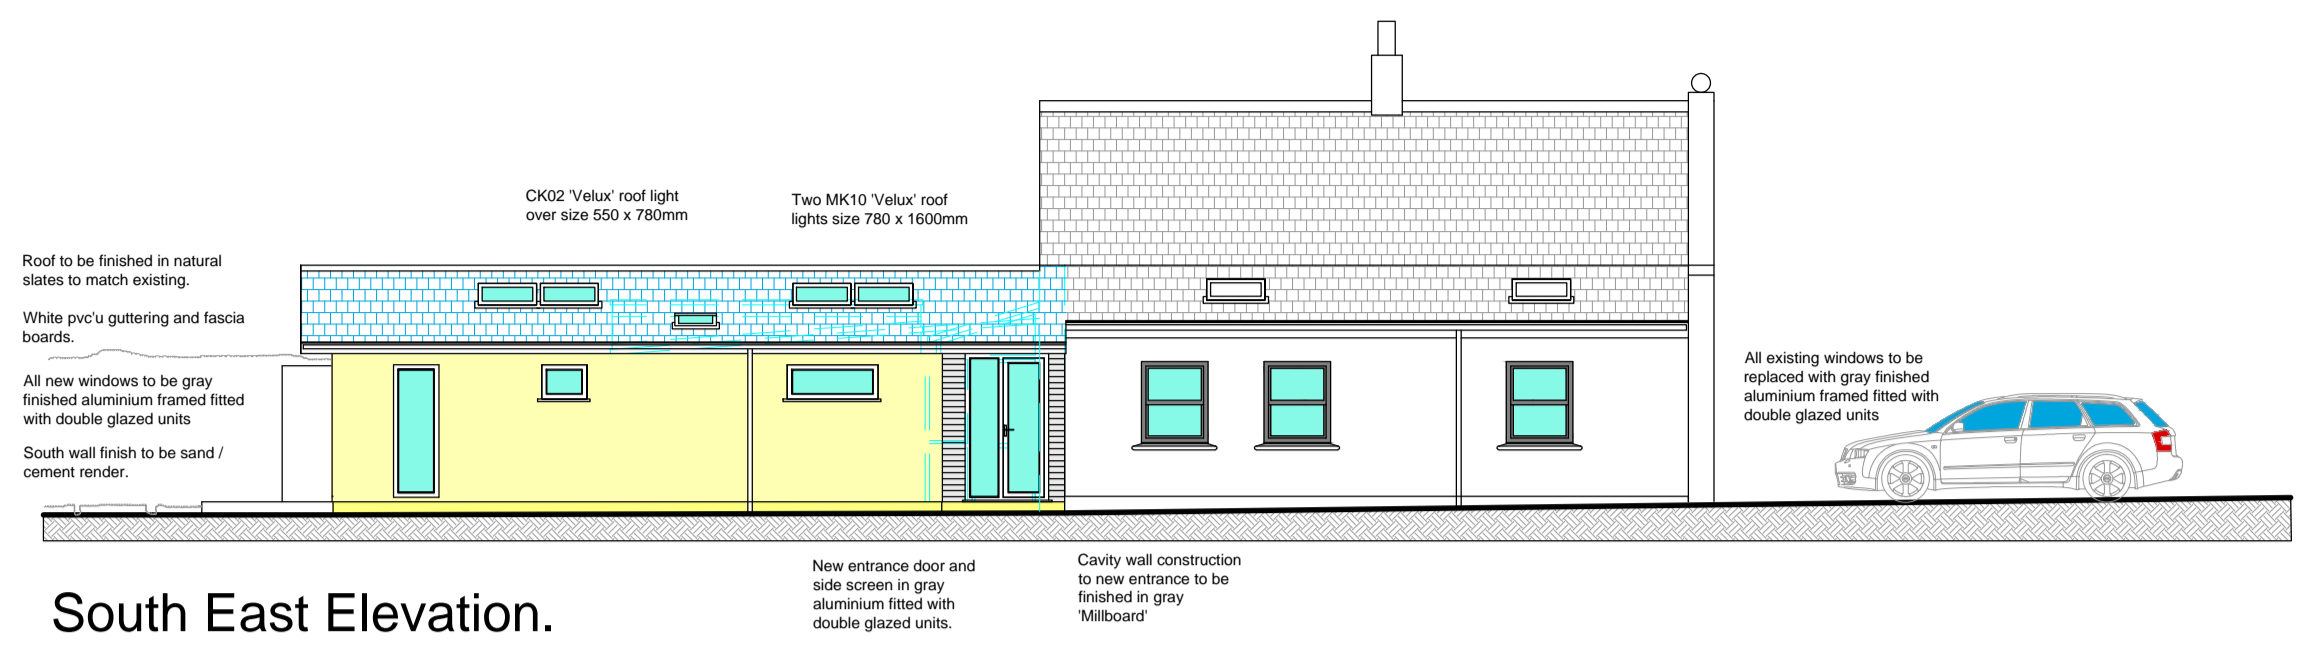 CK02 'Velux' roof light
over size 550 x 780mm
Two MK10 'Velux' roof
lights size 780 x 1600mm
Roof to be finished in natural
slates to match existing.
White pvc'u guttering and fascia
boards.
All new windows to be gray
finished aluminium framed fitted
with double glazed units
South wall finish to be sand /
cement render.
All existing windows to be
replaced with gray finished
aluminium framed fitted with
double glazed units
New entrance door and
side screen in gray
aluminium fitted with
double glazed units.
Cavity wall construction
to new entrance to be
finished in gray
'Millboard'
South East Elevation.